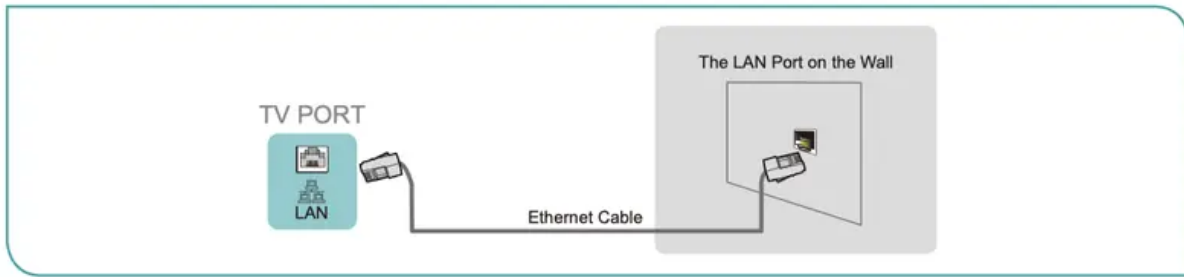 The LAN Port on the Wall
TV PORT
LAN
Ethernet Cable